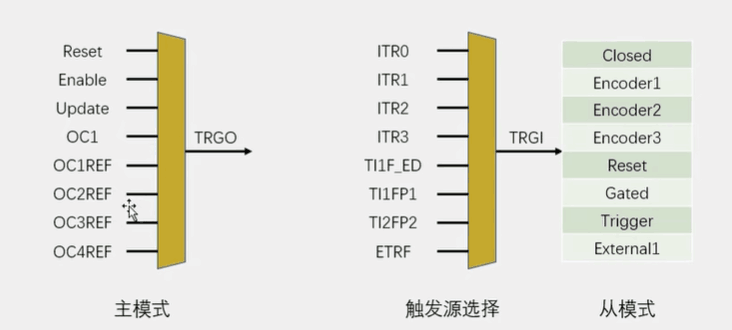 Reset
Enable
Update
OC1
OC1REF
OC2REF
OC3REF
OC4REF
TRGO
主模式
ITR0
ITR1
ITR2
ITR3
TI1F_ED
TI1FP1
TI2FP2
ETRF
TRGI
触发源选择
Closed
Encoder1
Encoder2
Encoder3
Reset
Gated
Trigger
External1
从模式